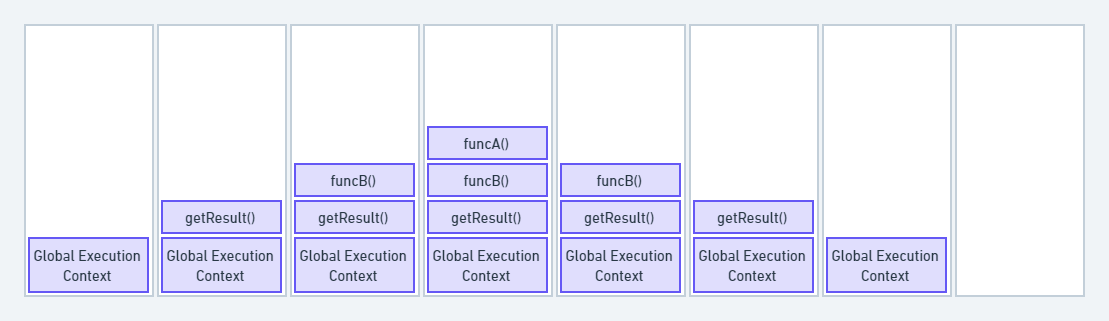 funcA()
funcB()
funcB()
funcB()
getResult()
getResult()
getResult()
getResult()
getResult()
Global Execution
Context
Global Execution
Context
Global Execution
Context
Global Execution
Context
Global Execution
Context
Global Execution
Context
Global Execution
Context